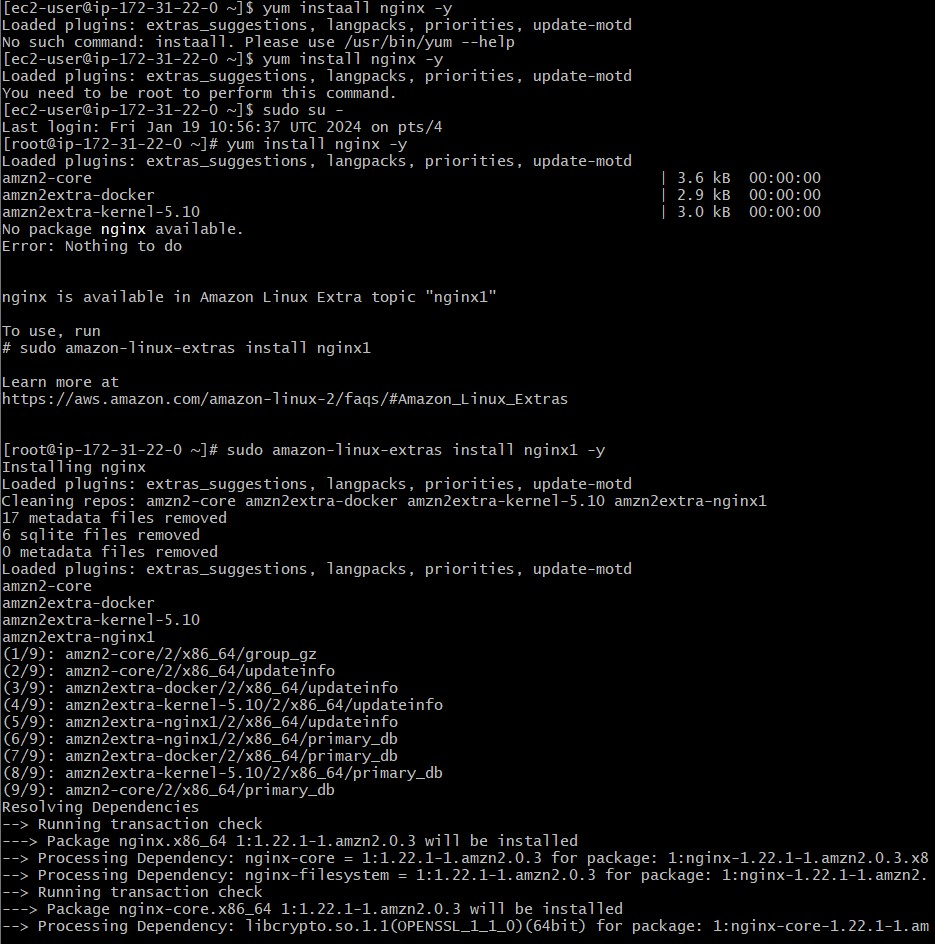 [ec2-user@ip-172-31-22-0 ~]$ yum instaall nginx -y
Loaded plugins: extras_suggestions, langpacks, priorities, update-motd
No such command: instaall. Please use /usr/bin/yum --help
[ec2-user@ip-172-31-22-0 ~]$ yum install nginx -y
Loaded plugins: extras_suggestions, langpacks, priorities, update-motd
You need to be root to perform this command.
[ec2-user@ip-172-31-22-0 ~]$ sudo su -
Last login: Fri Jan 19 10:56:37 UTC 2024 on pts/4
[root@ip-172-31-22-0 ~]# yum install nginx -y
Loaded plugins: extras_suggestions, langpacks, priorities, update-motd
amzn2-core | 3.6 kB 00:00:00
amzn2extra-docker | 2.9 kB 00:00:00
amzn2extra-kernel-5.10 | 3.0 kB 00:00:00
No package nginx available.
Error: Nothing to do
nginx is available in Amazon Linux Extra topic "nginx1"
To use, run
# sudo amazon-linux-extras install nginx1
Learn more at
https://aws.amazon.com/amazon-linux-2/faqs/#Amazon_Linux_Extras
[root@ip-172-31-22-0 ~]# sudo amazon-linux-extras install nginx1 -y
Installing nginx
Loaded plugins: extras_suggestions, langpacks, priorities, update-motd
Cleaning repos: amzn2-core amzn2extra-docker amzn2extra-kernel-5.10 amzn2extra-nginx1
17 metadata files removed
6 sqlite files removed
0 metadata files removed
Loaded plugins: extras_suggestions, langpacks, priorities, update-motd
amzn2-core
amzn2extra-docker
amzn2extra-kernel-5.10
amzn2extra-nginx1
(1/9): amzn2-core/2/x86_64/group_gz
(2/9): amzn2-core/2/x86_64/updateinfo
(3/9): amzn2extra-docker/2/x86_64/updateinfo
(4/9): amzn2extra-kernel-5.10/2/x86_64/updateinfo
(5/9): amzn2extra-nginx1/2/x86_64/updateinfo
(6/9): amzn2extra-nginx1/2/x86_64/primary_db
(7/9): amzn2extra-docker/2/x86_64/primary_db
(8/9): amzn2extra-kernel-5.10/2/x86_64/primary_db
(9/9): amzn2-core/2/x86_64/primary_db
Resolving Dependencies
--> Running transaction check
---> Package nginx.x86_64 1:1.22.1-1.amzn2.0.3 will be installed
--> Processing Dependency: nginx-core = 1:1.22.1-1.amzn2.0.3 for package: 1:nginx-1.22.1-1.amzn2.0.3.x8
--> Processing Dependency: nginx-filesystem = 1:1.22.1-1.amzn2.0.3 for package: 1:nginx-1.22.1-1.amzn2.
--> Running transaction check
---> Package nginx-core.x86_64 1:1.22.1-1.amzn2.0.3 will be installed
--> Processing Dependency: libcrypto.so.1.1(OPENSSL_1_1_0)(64bit) for package: 1:nginx-core-1.22.1-1.am